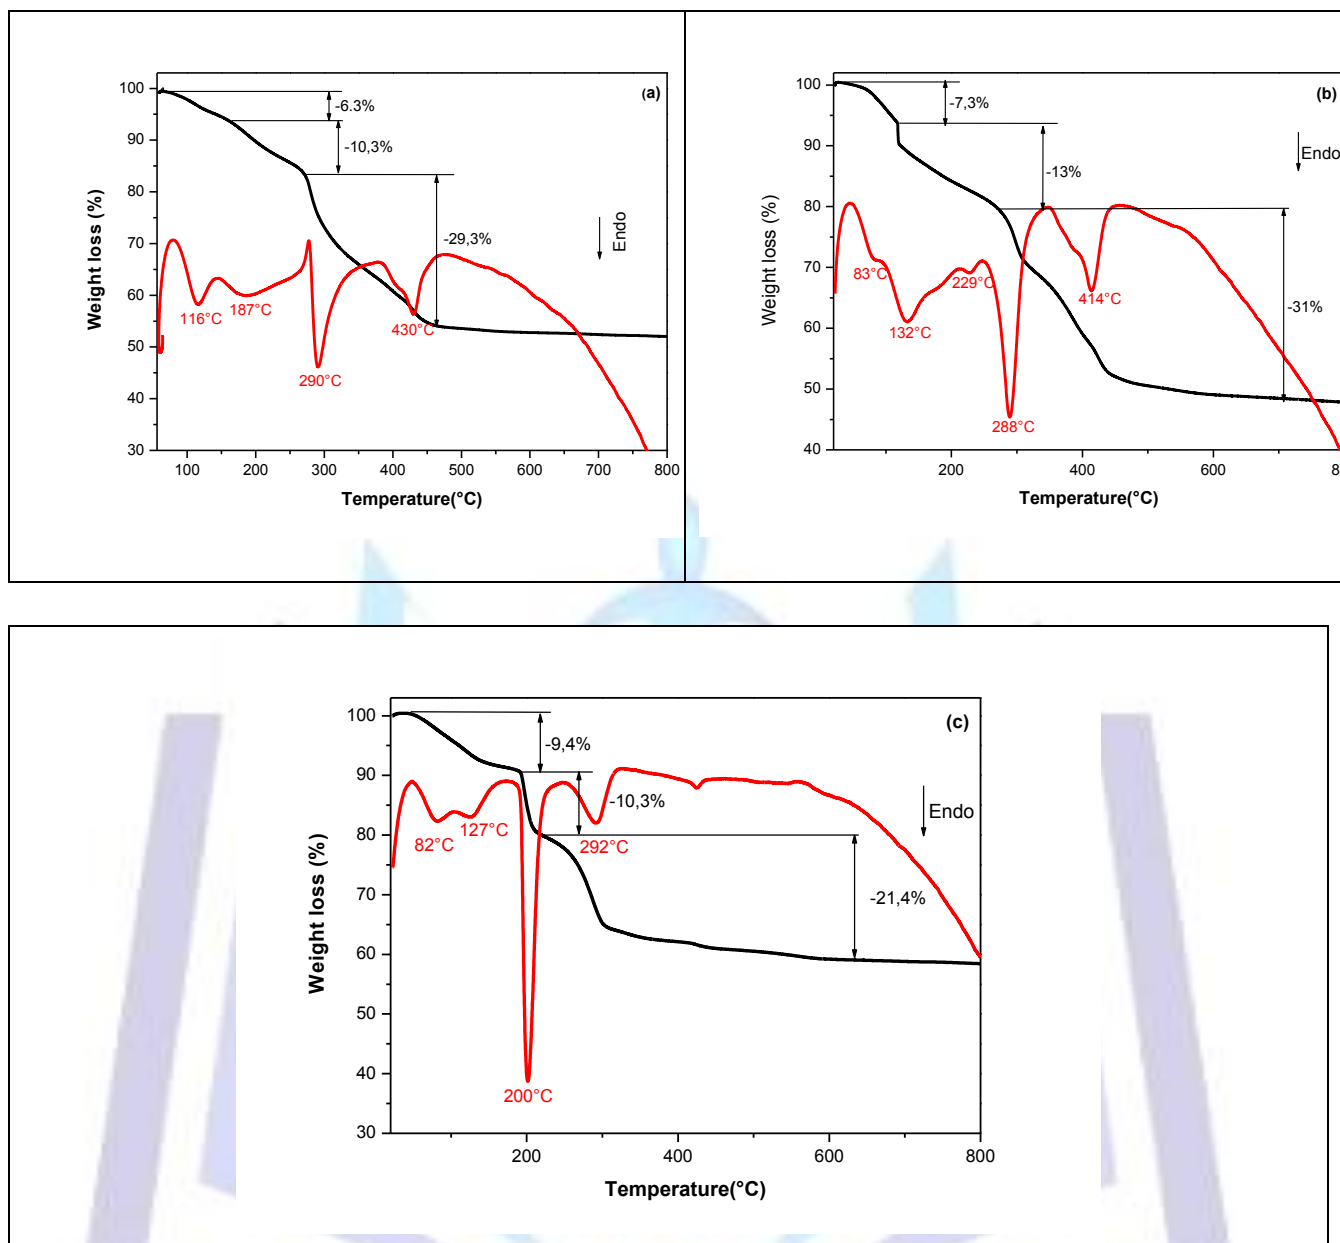 (a)
100
90
80
70
60
50
40
30
-6.3%
-10,3%
-29,3%
Endo
116°C
187°C
290°C
430°C
Weight loss (%)
100
200
300
400
500
600
700
800
Temperature(°C)
(b)
100
90
80
70
60
50
40
-7,3%
-13%
-31%
Endo
83°C
132°C
229°C
288°C
414°C
Weight loss (%)
200
400
600
8
Temperature(°C)
(c)
100
90
80
70
60
50
40
30
-9,4%
-10,3%
-21,4%
Endo
82°C
127°C
200°C
292°C
Weight loss (%)
200
400
600
800
Temperature(°C)